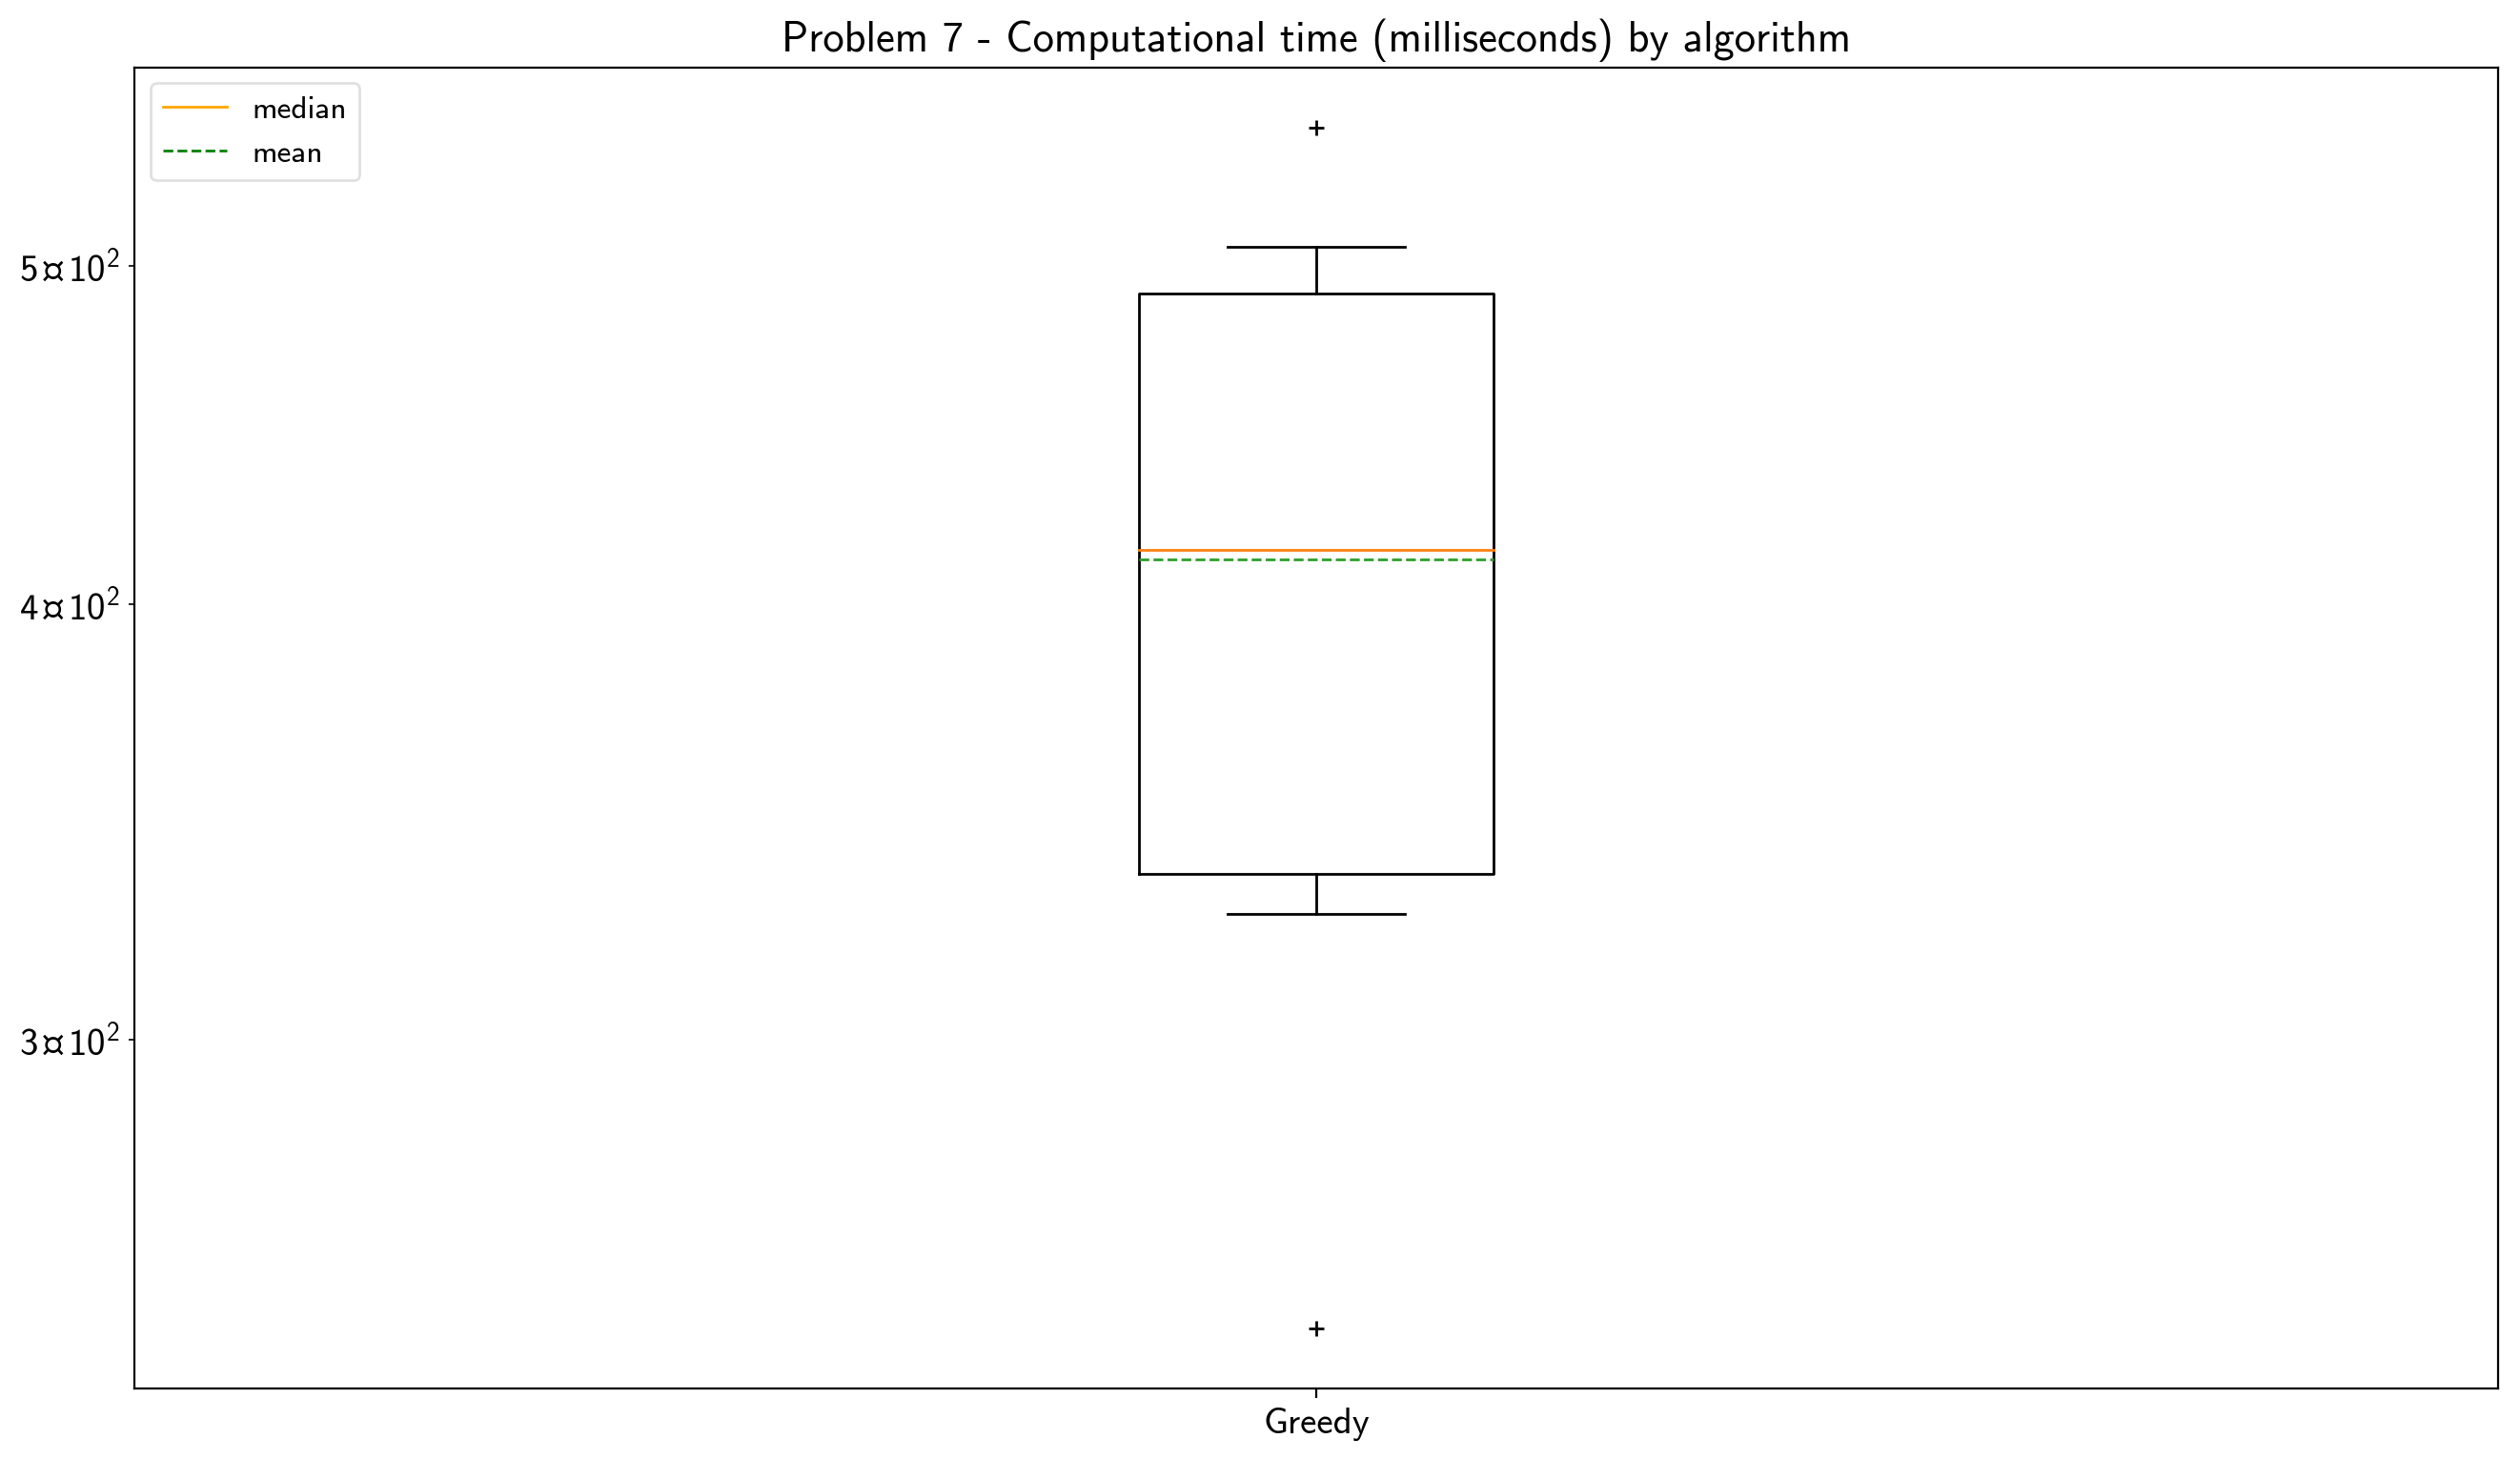 Problem 7 - Computational time (milliseconds) by algorithm
median
mean
5¤10²
4¤10²
3¤10²
Greedy